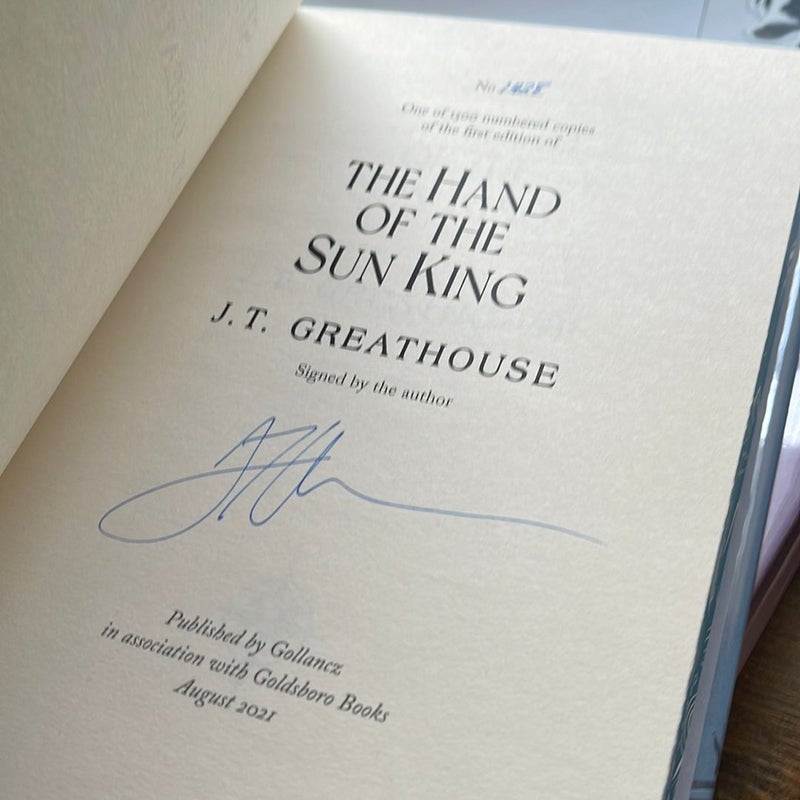 No. 1428
One of 1500 numbered copies
of the first edition of
THE HAND
OF THE
SUN KING
J.T. GREATHOUSE
Signed by the author
Published by Gollancz
in association with Goldsboro Books
August 2021